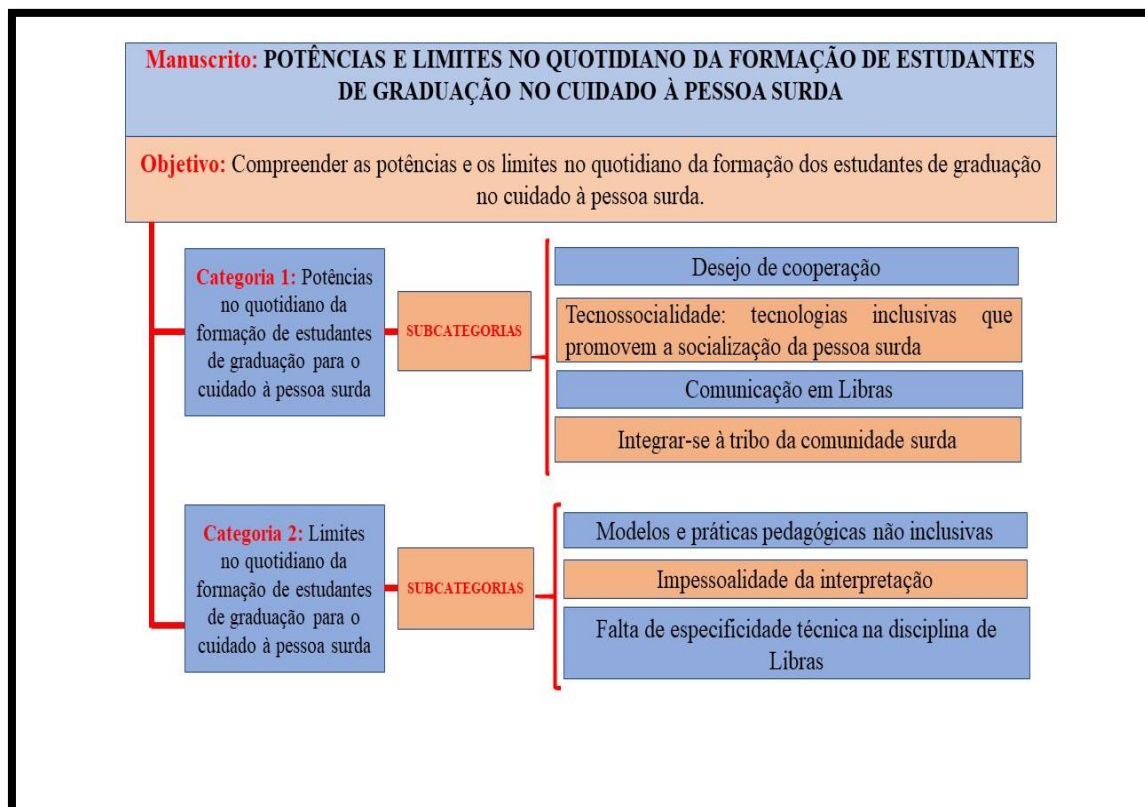 Manuscrito: POTÊNCIAS E LIMITES NO QUOTIDIANO DA FORMAÇÃO DE ESTUDANTES
DE GRADUAÇÃO NO CUIDADO À PESSOA SURDA
Objetivo: Compreender as potências e os limites no quotidiano da formação dos estudantes de graduação
no cuidado à pessoa surda.
Categoria 1: Potências
no quotidiano da
formação de estudantes
de graduação para o
cuidado à pessoa surda
SUBCATEGORIAS
Desejo de cooperação
Tecnossocialidade: tecnologias inclusivas que
promovem a socialização da pessoa surda
Comunicação em Libras
Integrar-se à tribo da comunidade surda
Categoria 2: Limites
no quotidiano da
formação de estudantes
de graduação para o
cuidado à pessoa surda
SUBCATEGORIAS
Modelos e práticas pedagógicas não inclusivas
Impessoalidade da interpretação
Falta de especificidade técnica na disciplina de
Libras